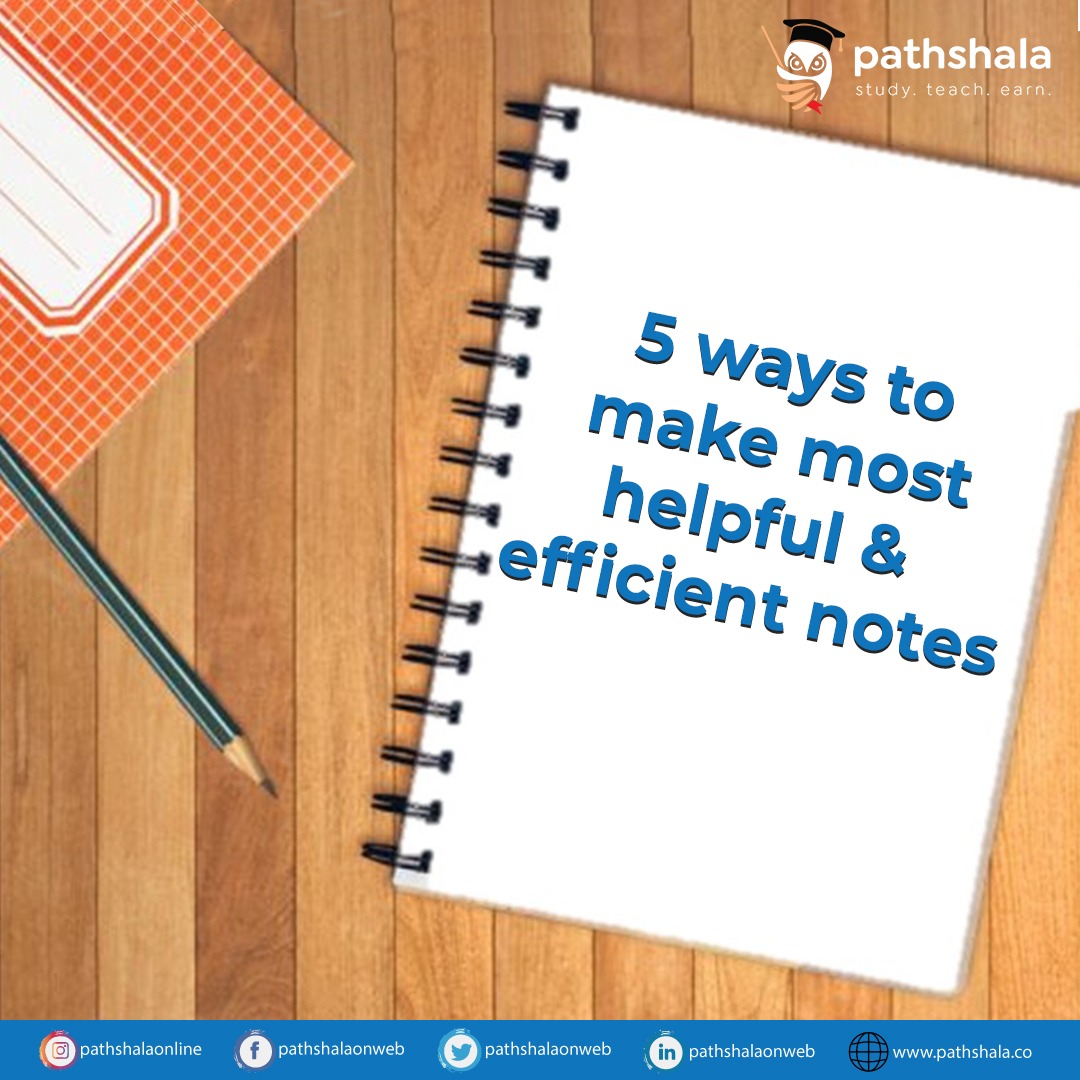 pathshala
study. teach. earn.
5 ways to
make most
helpful &
efficient notes
pathshalaonline
pathshalaonweb
pathshalaonweb
pathshalaonweb
www.pathshala.co